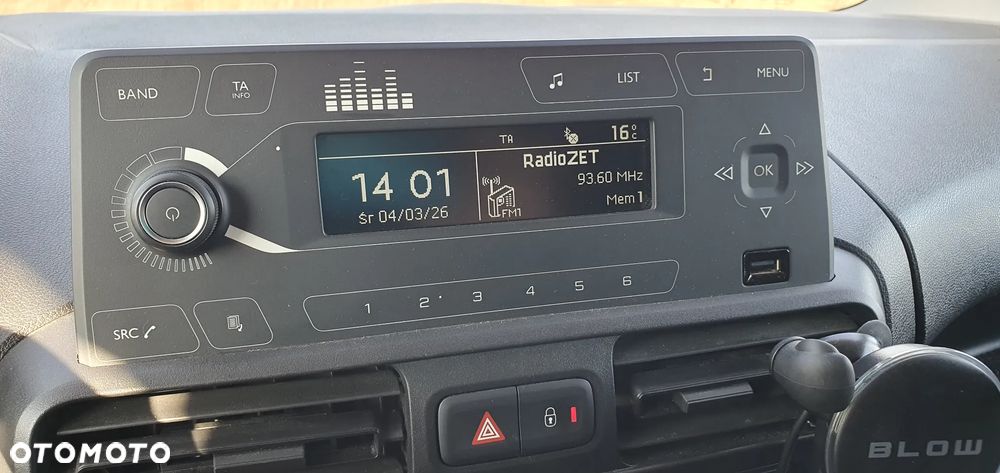 BAND
TA
INFO
LIST
MENU
TA
16°C
14 01
Śr 04/03/26
RadioZET
93.60 MHz
FM1
Mem 1
OK
1 2 3 4 5 6
SRC
BLOW
OTOMOTO